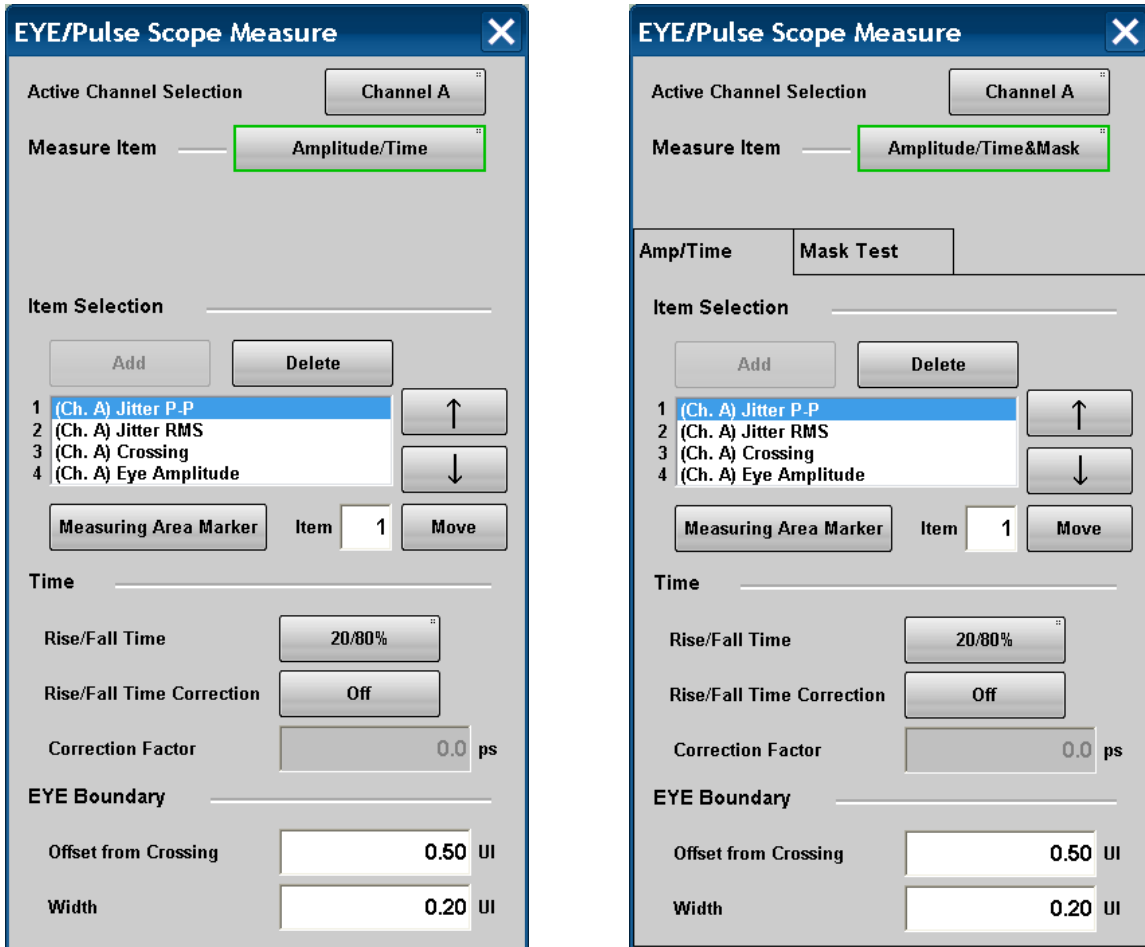 EYE/Pulse Scope Measure
Active Channel Selection Channel A
Measure Item Amplitude/Time
Item Selection
Add Delete
1 (Ch. A) Jitter P-P
2 (Ch. A) Jitter RMS
3 (Ch. A) Crossing
4 (Ch. A) Eye Amplitude
↑
↓
Measuring Area Marker Item 1 Move
Time
Rise/Fall Time 20/80%
Rise/Fall Time Correction Off
Correction Factor 0.0 ps
EYE Boundary
Offset from Crossing 0.50 UI
Width 0.20 UI
EYE/Pulse Scope Measure
Active Channel Selection Channel A
Measure Item Amplitude/Time&Mask
Amp/Time Mask Test
Item Selection
Add Delete
1 (Ch. A) Jitter P-P
2 (Ch. A) Jitter RMS
3 (Ch. A) Crossing
4 (Ch. A) Eye Amplitude
↑
↓
Measuring Area Marker Item 1 Move
Time
Rise/Fall Time 20/80%
Rise/Fall Time Correction Off
Correction Factor 0.0 ps
EYE Boundary
Offset from Crossing 0.50 UI
Width 0.20 UI